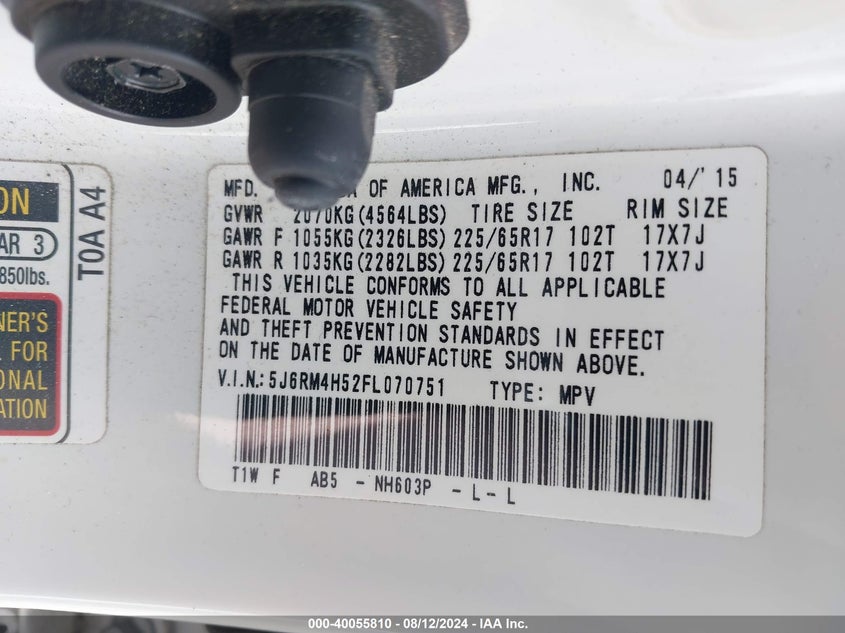 ON
AR 3
850lbs.
NER'S
FOR
ONAL
ATION
T0A A4
MFD. OF AMERICA MFG., INC. 04/'15
GVWR 2070KG(4564LBS) TIRE SIZE RIM SIZE
GAWR F 1055KG(2326LBS) 225/65R17 102T 17X7J
GAWR R 1035KG(2282LBS) 225/65R17 102T 17X7J
THIS VEHICLE CONFORMS TO ALL APPLICABLE
FEDERAL MOTOR VEHICLE SAFETY
AND THEFT PREVENTION STANDARDS IN EFFECT
ON THE DATE OF MANUFACTURE SHOWN ABOVE.
V.I.N.:5J6RM4H52FL070751 TYPE: MPV
T1W F AB5 - NH603P - L- L
000-40055810 - 08/12/2024 - IAA Inc.